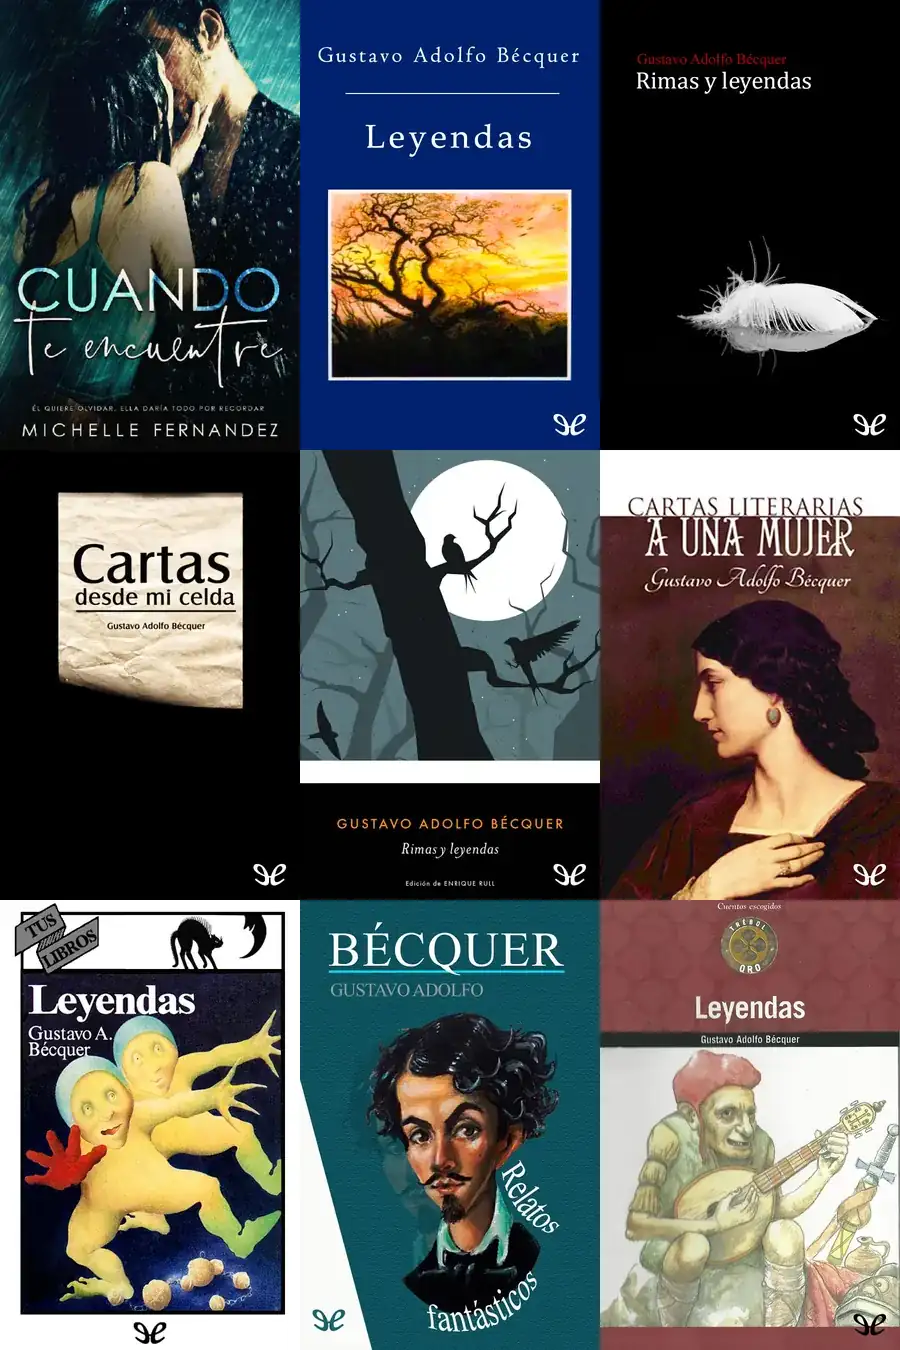 CUANDO
te encuentre
ÉL QUIERE OLVIDAR, ELLA DARÍA TODO POR RECORDAR
MICHELLE FERNANDEZ
Gustavo Adolfo Bécquer
Leyendas
Gustavo Adolfo Bécquer
Rimas y leyendas
Cartas
desde mi celda
Gustavo Adolfo Bécquer
GUSTAVO ADOLFO BÉCQUER
Rimas y leyendas
Edición de ENRIQUE RULL
CARTAS LITERARIAS
A UNA MUJER
Gustavo Adolfo Bécquer
TUS
LIBROS
Leyendas
Gustavo A.
Bécquer
BÉCQUER
GUSTAVO ADOLFO
Relatos
fantásticos
Cuentos escogidos
TRÉBOL
ORO
Leyendas
Gustavo Adolfo Bécquer